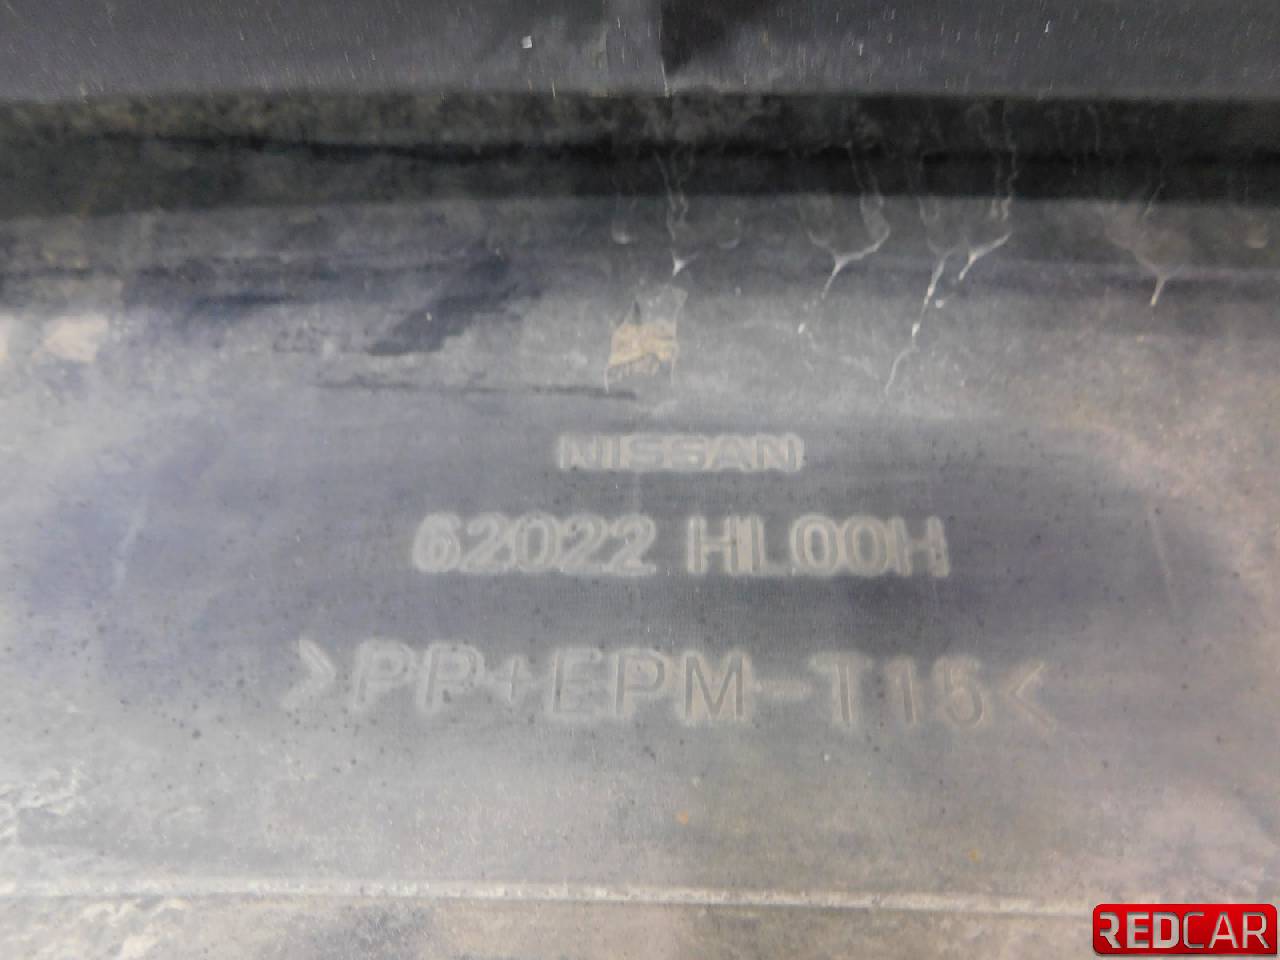 NISSAN
62022 HL00H
>PP+EPM-T15<
REDCAR